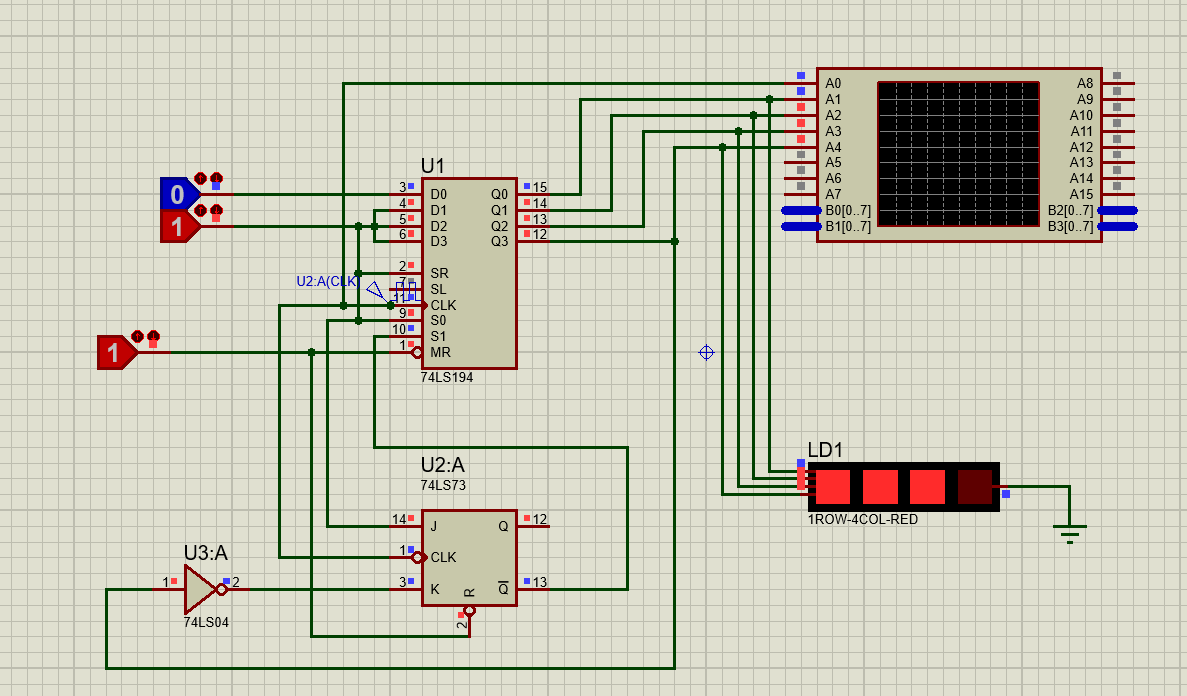 A0 A8
A1 A9
A2 A10
A3 A11
A4 A12
A5 A13
A6 A14
A7 A15
B0[0..7] B2[0..7]
B1[0..7] B3[0..7]
U1
0
1
3 D0 Q0 15
4 D1 Q1 14
5 D2 Q2 13
6 D3 Q3 12
2 SR
U2:A(CLK)
7 SL
11 CLK
9 S0
10 S1
1
1 MR
74LS194
LD1
1ROW-4COL-RED
U2:A
74LS73
14 J Q 12
1 CLK
3 K Q 13
R
2
U3:A
1 2
74LS04